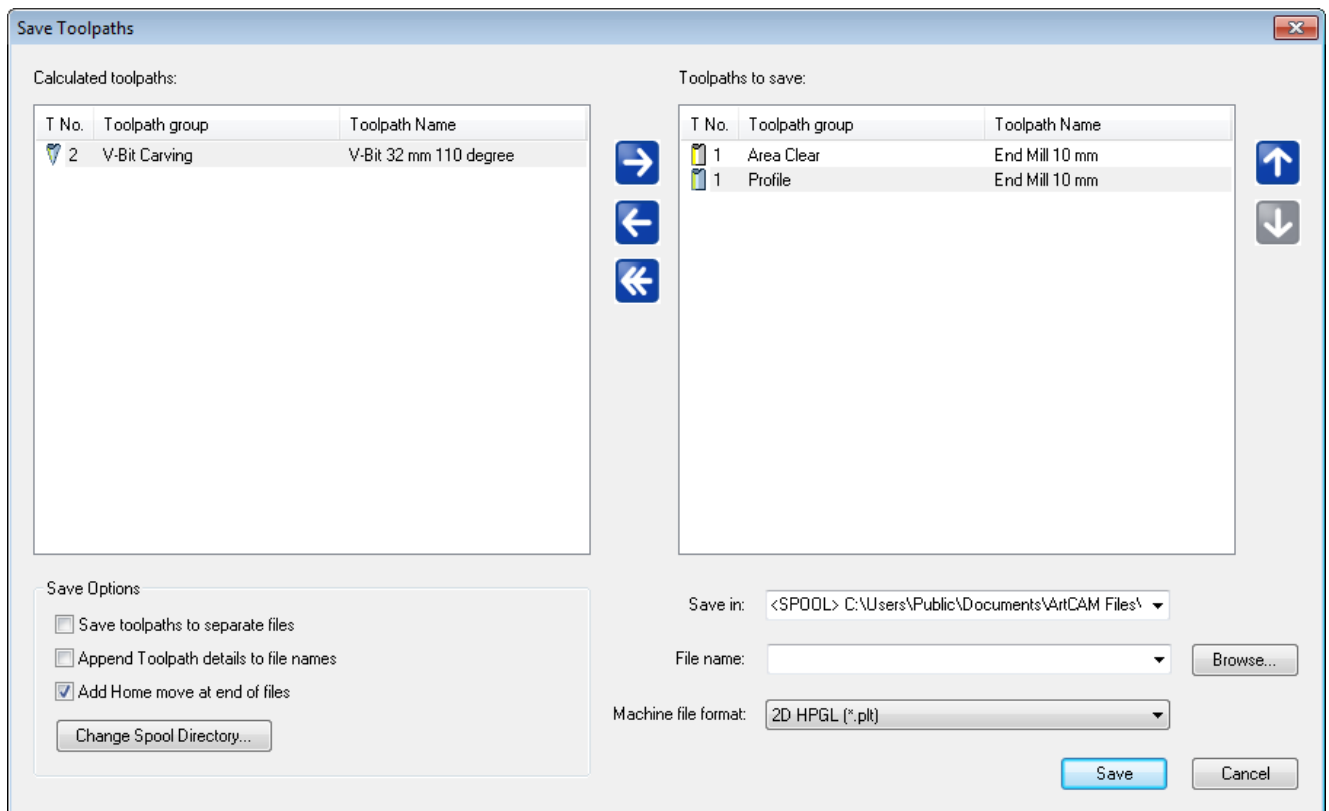 Save Toolpaths
Calculated toolpaths:
T No. Toolpath group Toolpath Name
2 V-Bit Carving V-Bit 32 mm 110 degree
Toolpaths to save:
T No. Toolpath group Toolpath Name
1 Area Clear End Mill 10 mm
1 Profile End Mill 10 mm
Save Options
Save toolpaths to separate files
Append Toolpath details to file names
Add Home move at end of files
Change Spool Directory...
Save in: <SPOOL> C:\Users\Public\Documents\ArtCAM Files\
File name:
Browse...
Machine file format: 2D HPGL (*.plt)
Save Cancel